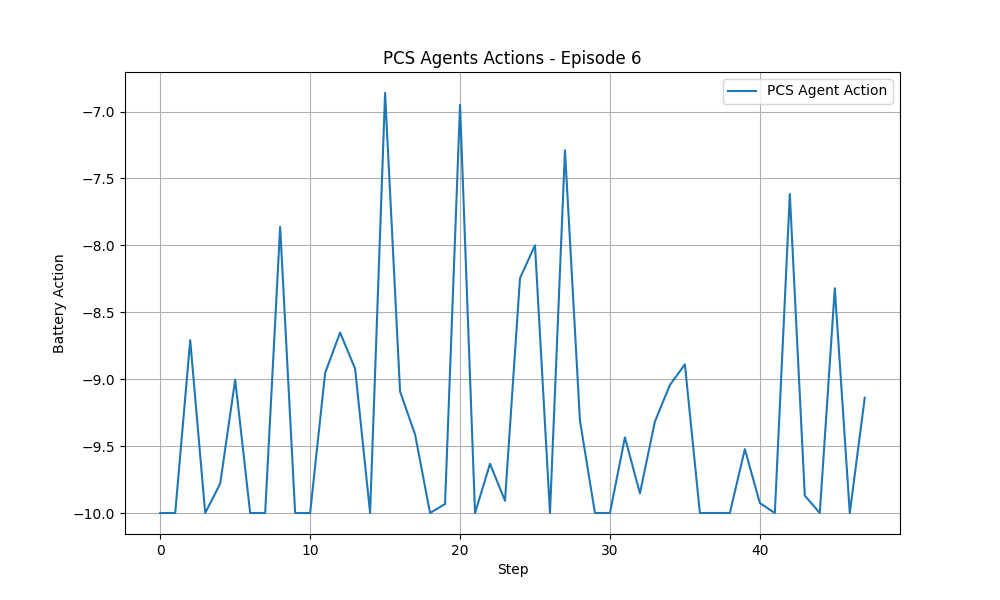 PCS Agents Actions - Episode 6
PCS Agent Action
−7.0
−7.5
−8.0
−8.5
−9.0
−9.5
−10.0
Battery Action
0 10 20 30 40
Step